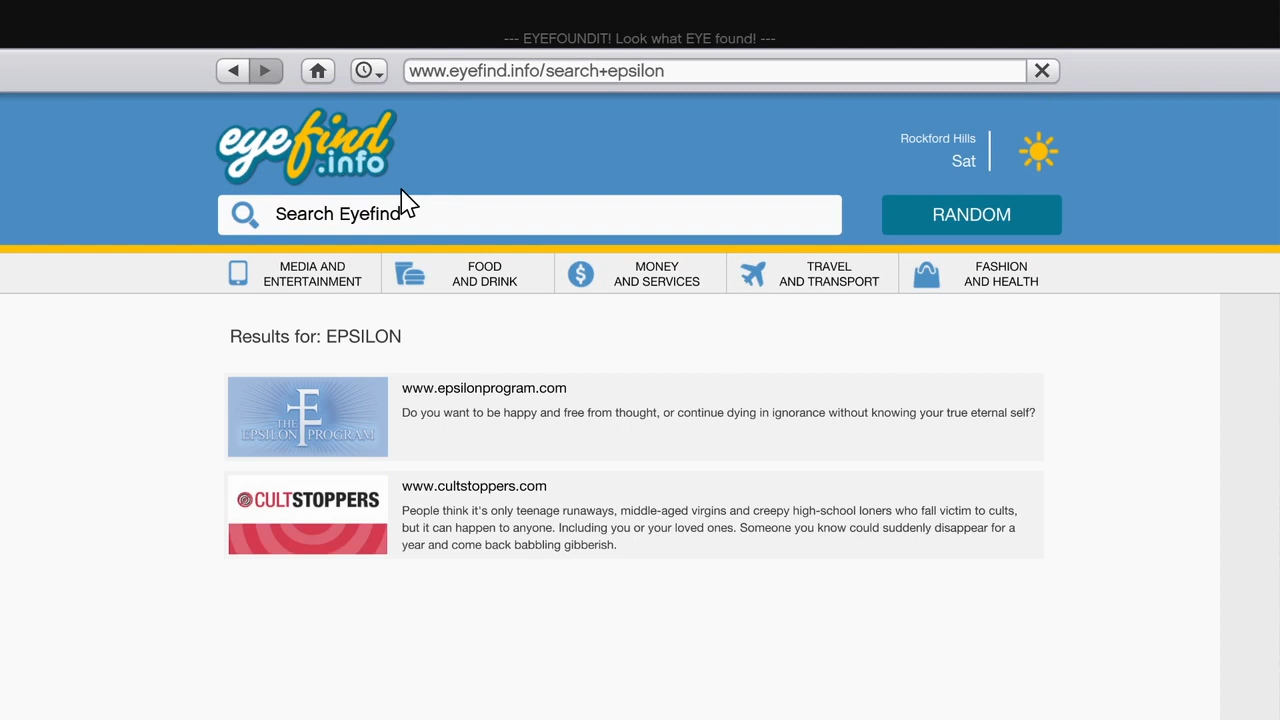 --- EYEFOUNDIT! Look what EYE found! ---
www.eyefind.info/search+epsilon
eyefind
.info
Rockford Hills
Sat
Search Eyefind
RANDOM
MEDIA AND
ENTERTAINMENT
FOOD
AND DRINK
MONEY
AND SERVICES
TRAVEL
AND TRANSPORT
FASHION
AND HEALTH
Results for: EPSILON
THE
EPSILON PROGRAM
www.epsilonprogram.com
Do you want to be happy and free from thought, or continue dying in ignorance without knowing your true eternal self?
CULTSTOPPERS
www.cultstoppers.com
People think it's only teenage runaways, middle-aged virgins and creepy high-school loners who fall victim to cults,
but it can happen to anyone. Including you or your loved ones. Someone you know could suddenly disappear for a
year and come back babbling gibberish.